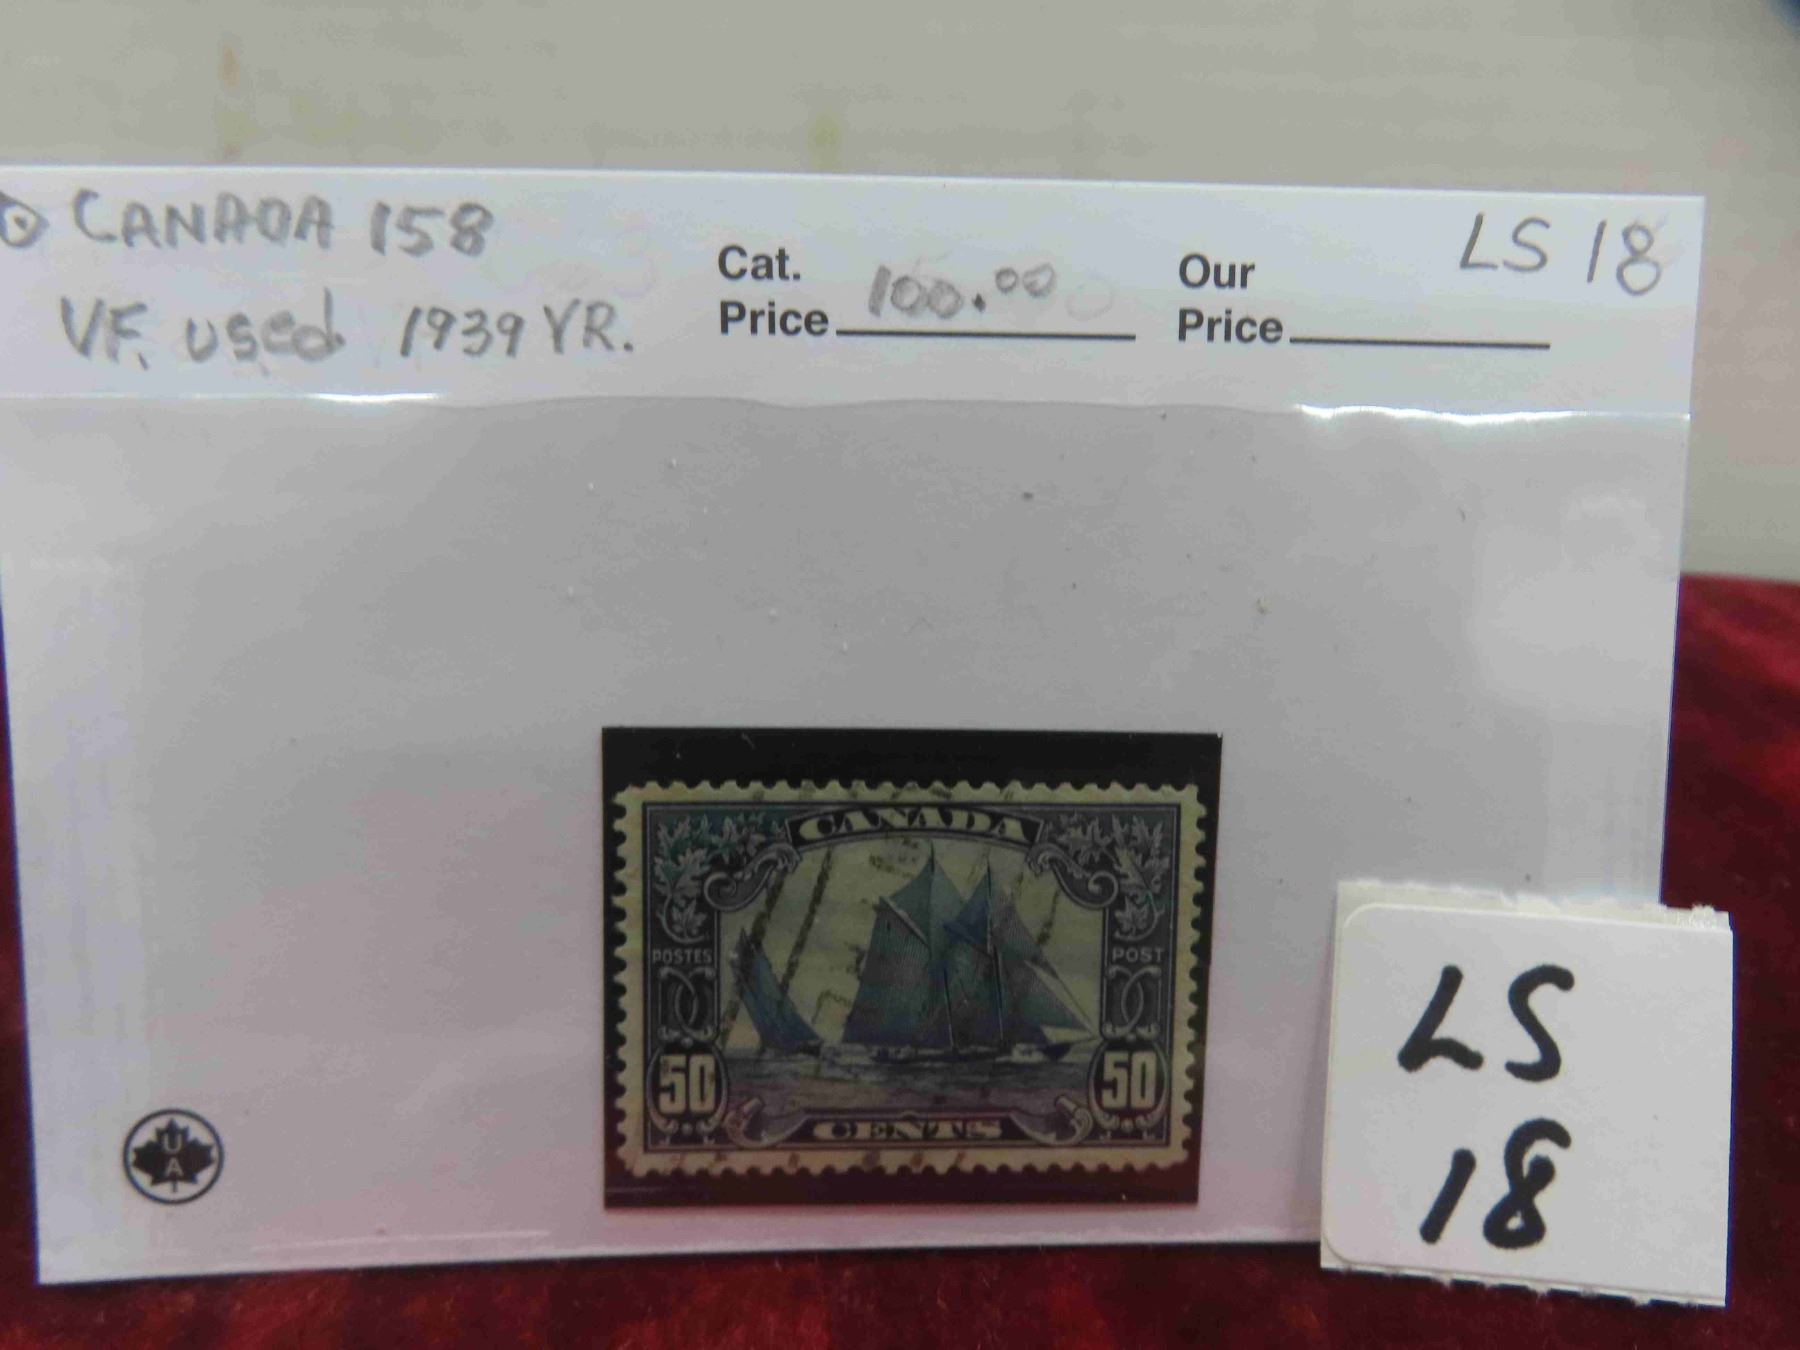 CANADA 158
VF. used. 1939 YR.
Cat.
Price 100.00
Our
Price
LS 18
CANADA
POSTES
POST
50
50
CENTS
UAI
LS
18